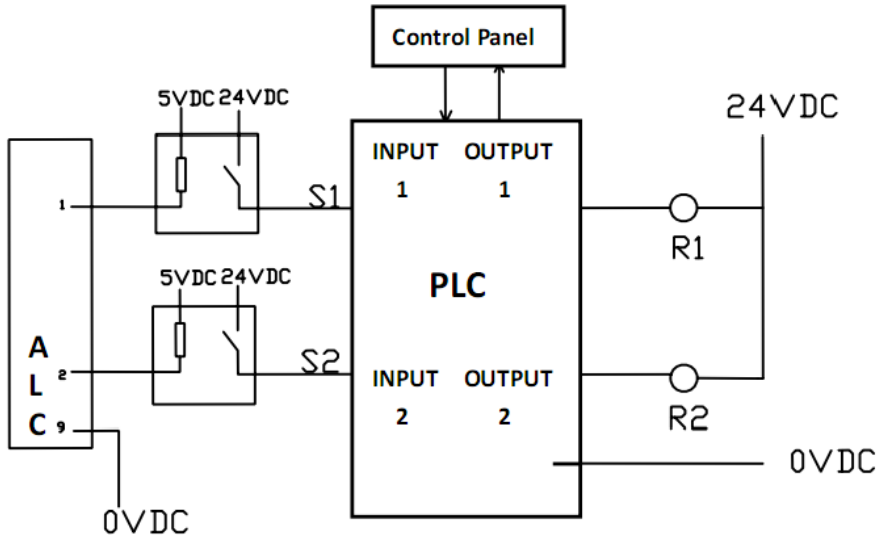 Control Panel
5VDC 24VDC
24VDC
INPUT OUTPUT
1 1
1
S1
R1
5VDC 24VDC
PLC
A
L
C
2
S2
INPUT OUTPUT
2 2
R2
9
0VDC
0VDC